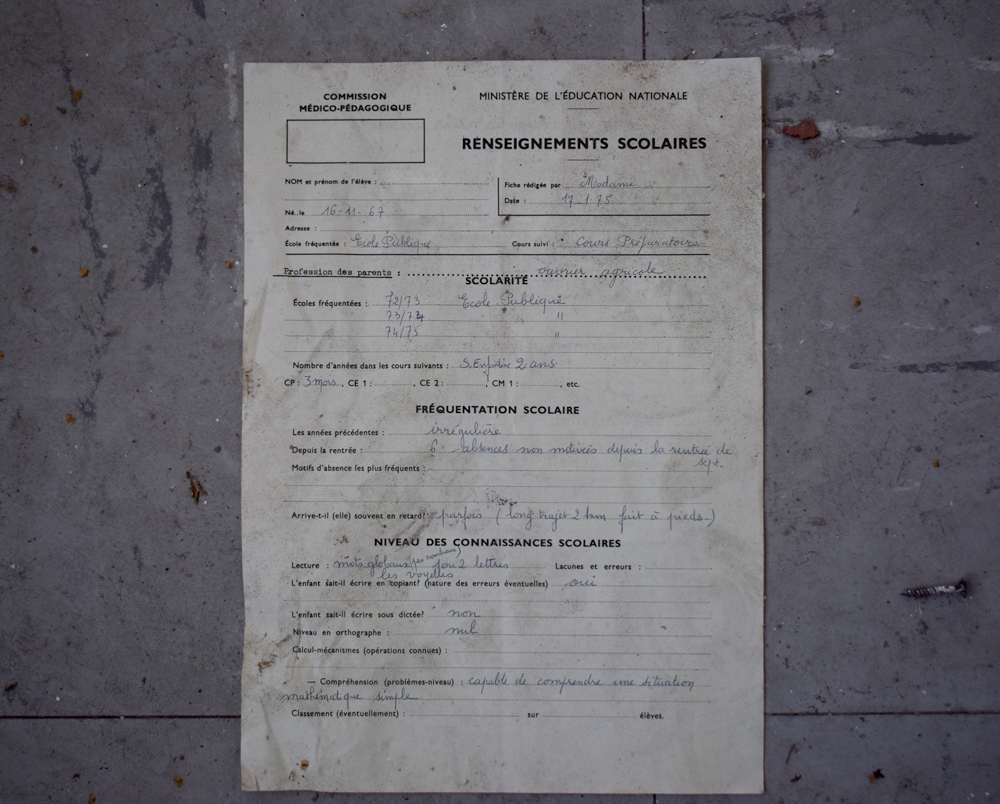 COMMISSION
MÉDICO-PÉDAGOGIQUE
MINISTÈRE DE L'ÉDUCATION NATIONALE
RENSEIGNEMENTS SCOLAIRES
NOM et prénom de l'élève :
Fiche rédigée par Madame
Date : 17-1-75
Né..le 16-11-67
Adresse :
École fréquentée : Ecole Publique Cours suivi : Cours Préparatoire
Profession des parents : ouvrier agricole
SCOLARITÉ
Écoles fréquentées : 72/73 Ecole Publique
73/74 "
74/75 "
Nombre d'années dans les cours suivants : S. Enfantine 2 ans
CP : 3 mois , CE 1 : , CE 2 : , CM 1 : , etc.
FRÉQUENTATION SCOLAIRE
Les années précédentes : irrégulière
Depuis la rentrée : 6 absences non motivées depuis la rentrée de
sept.
Motifs d'absence les plus fréquents :
Arrive-t-il (elle) souvent en retard? parfois (long trajet 2 km fait à pieds.)
NIVEAU DES CONNAISSANCES SCOLAIRES
Lecture : mots globaux (peu nombreux) 1 ou 2 lettres Lacunes et erreurs :
les voyelles
L'enfant sait-il écrire en copiant? (nature des erreurs éventuelles) oui
L'enfant sait-il écrire sous dictée? non
Niveau en orthographe : nul
Calcul-mécanismes (opérations connues) :
— Compréhension (problèmes-niveau) : capable de comprendre une situation
mathématique simple
Classement (éventuellement) : sur élèves.